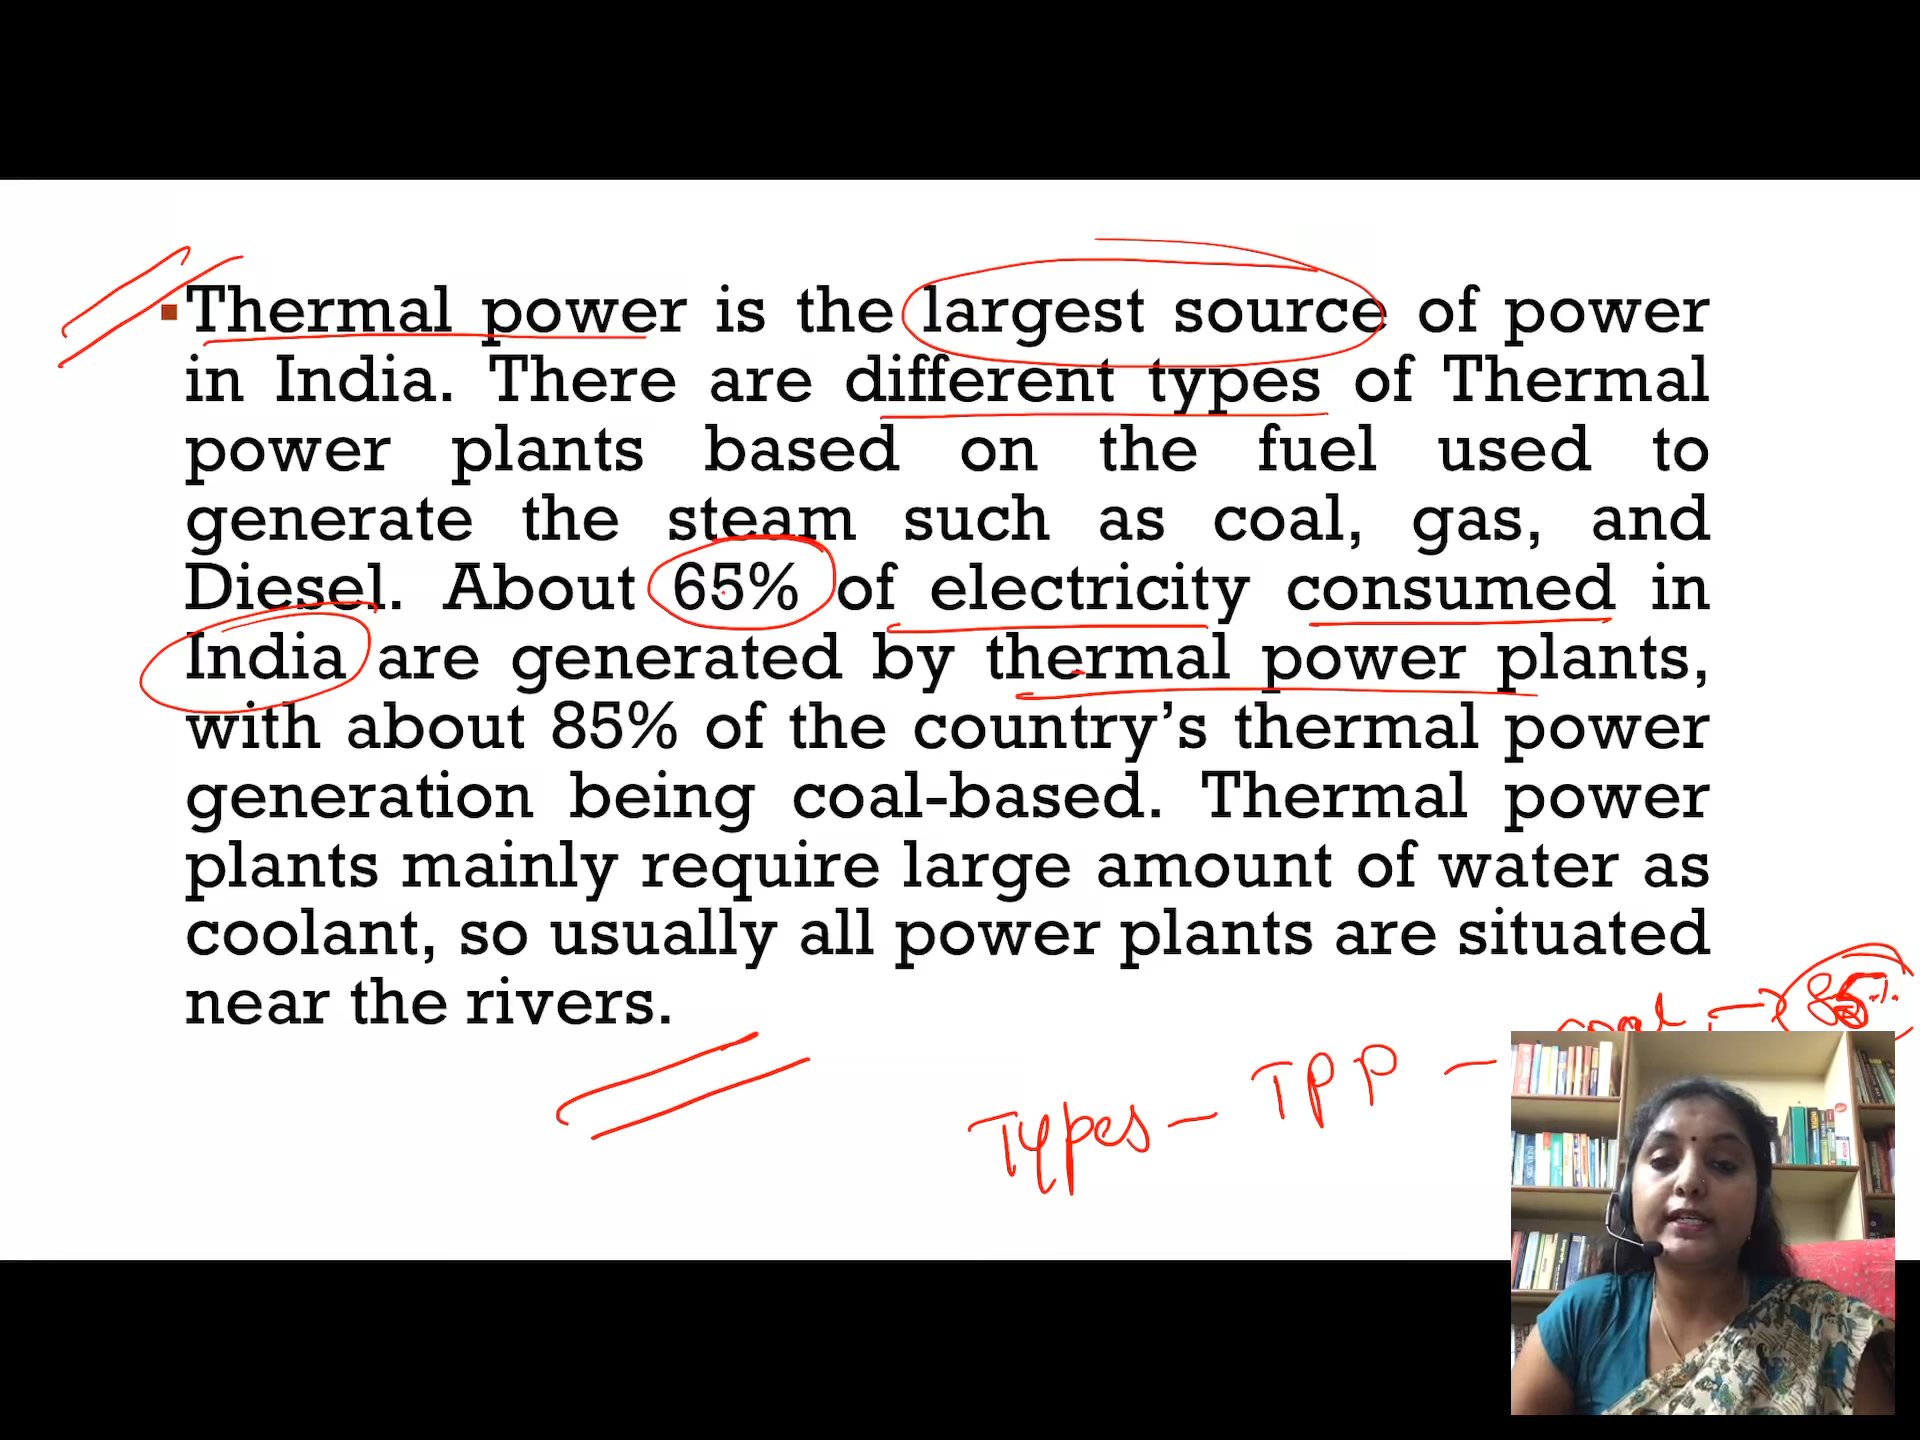 ▪Thermal power is the largest source of power
in India. There are different types of Thermal
power plants based on the fuel used to
generate the steam such as coal, gas, and
Diesel. About 65% of electricity consumed in
India are generated by thermal power plants,
with about 85% of the country’s thermal power
generation being coal-based. Thermal power
plants mainly require large amount of water as
coolant, so usually all power plants are situated
near the rivers.
coal → 85%
Types – TPP –